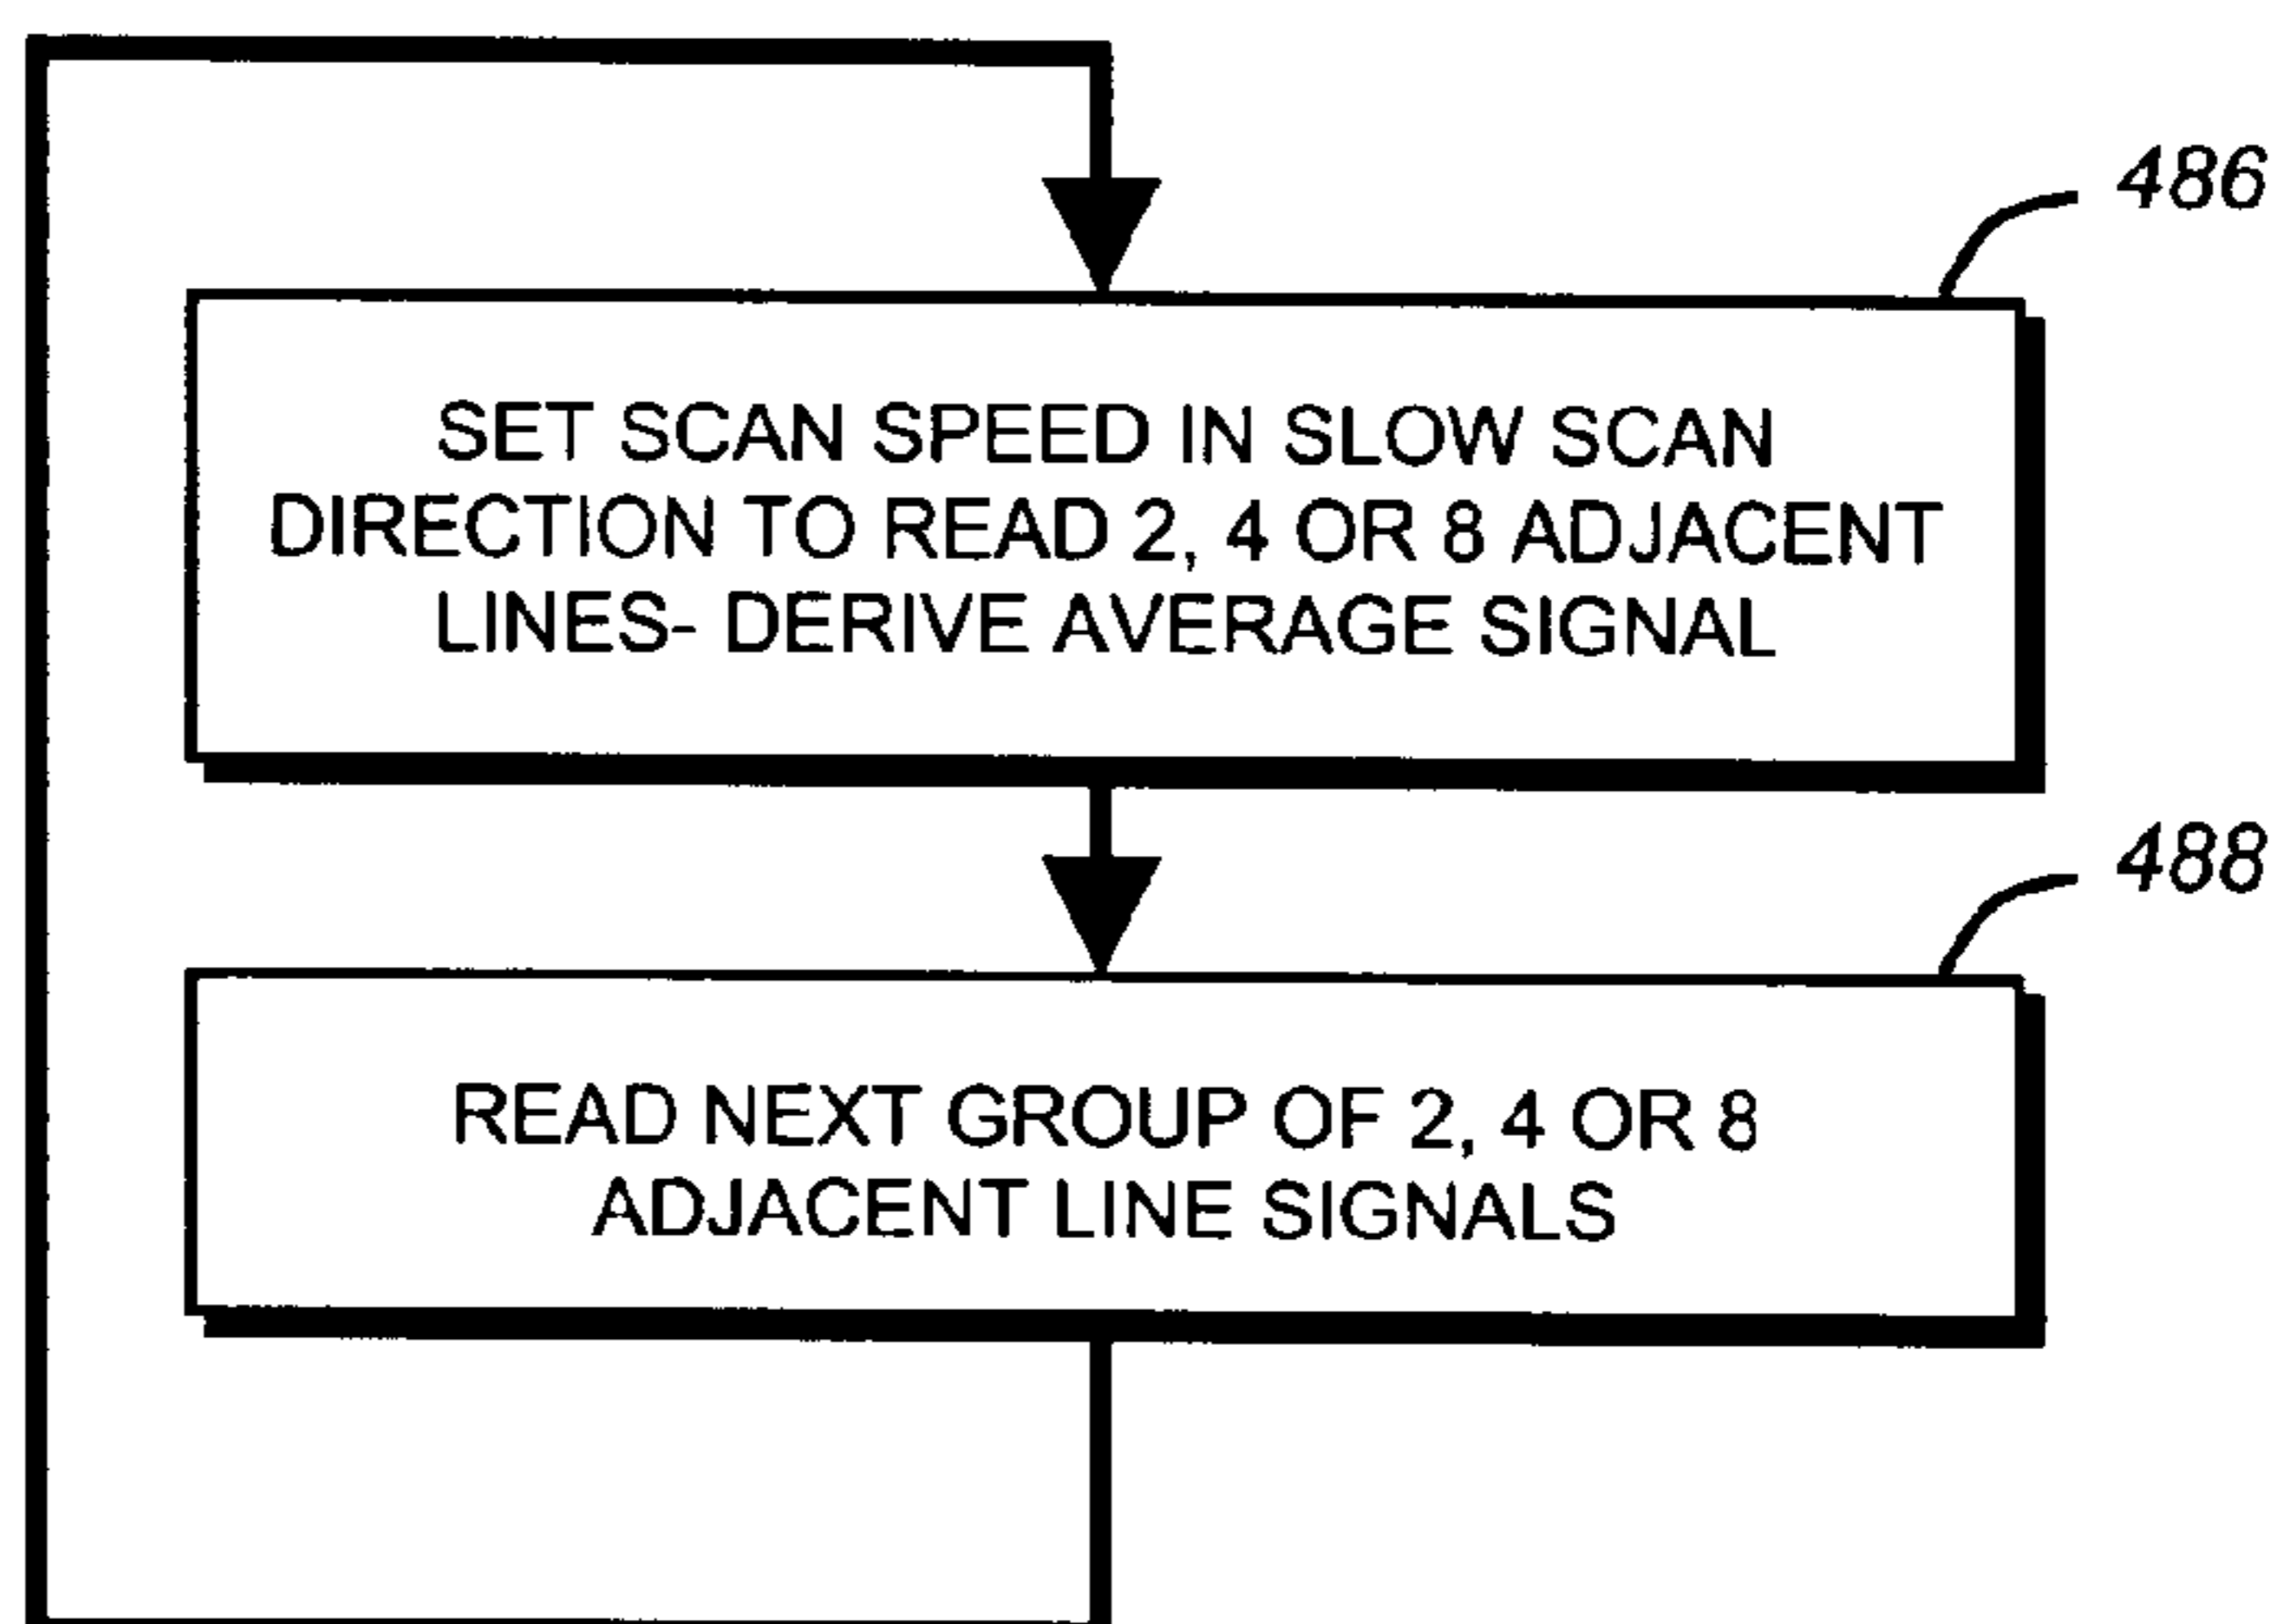 486
SET SCAN SPEED IN SLOW SCAN
DIRECTION TO READ 2, 4 OR 8 ADJACENT
LINES- DERIVE AVERAGE SIGNAL
488
READ NEXT GROUP OF 2, 4 OR 8
ADJACENT LINE SIGNALS